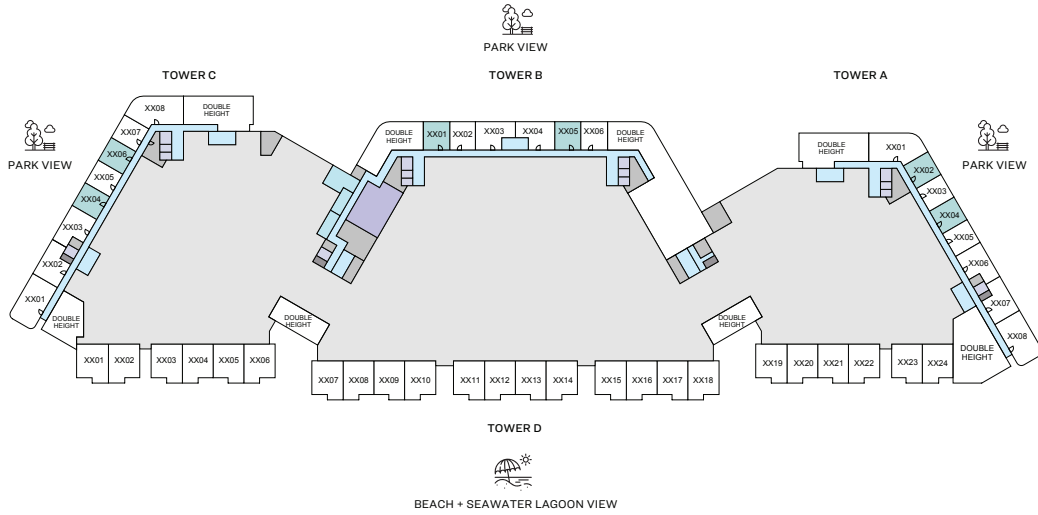 PARK VIEW
TOWER C
TOWER B
TOWER A
PARK VIEW
PARK VIEW
XX08
DOUBLE
HEIGHT
XX07
XX06
XX05
XX04
XX03
XX02
XX01
DOUBLE
HEIGHT
DOUBLE
HEIGHT
XX01
XX02
XX03
XX04
XX05
XX06
DOUBLE
HEIGHT
DOUBLE
HEIGHT
XX01
XX02
XX03
XX04
XX05
XX06
XX07
XX08
DOUBLE
HEIGHT
DOUBLE
HEIGHT
DOUBLE
HEIGHT
XX01
XX02
XX03
XX04
XX05
XX06
XX07
XX08
XX09
XX10
XX11
XX12
XX13
XX14
XX15
XX16
XX17
XX18
XX19
XX20
XX21
XX22
XX23
XX24
TOWER D
BEACH + SEAWATER LAGOON VIEW